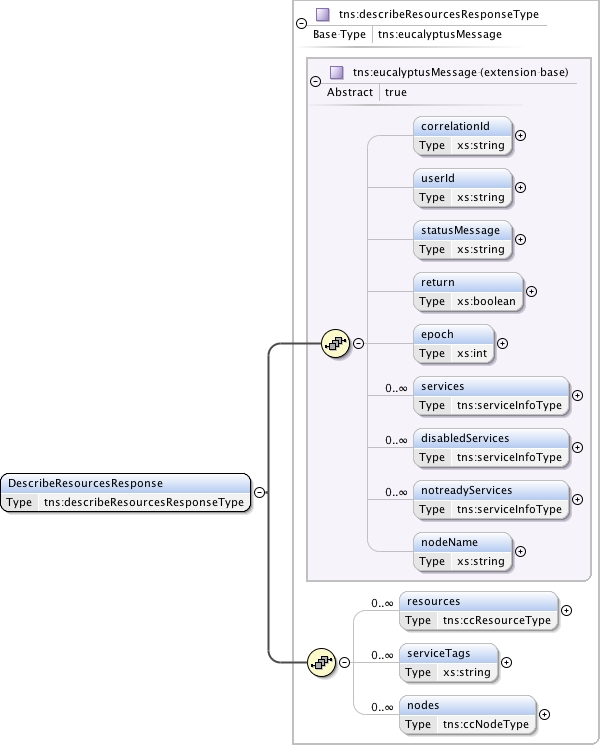 tns:describeResourcesResponseType
Base Type tns:eucalyptusMessage
tns:eucalyptusMessage (extension base)
Abstract true
correlationId
Type xs:string
userId
Type xs:string
statusMessage
Type xs:string
return
Type xs:boolean
epoch
Type xs:int
0..∞ services
Type tns:serviceInfoType
0..∞ disabledServices
Type tns:serviceInfoType
0..∞ notreadyServices
Type tns:serviceInfoType
nodeName
Type xs:string
DescribeResourcesResponse
Type tns:describeResourcesResponseType
0..∞ resources
Type tns:ccResourceType
0..∞ serviceTags
Type xs:string
0..∞ nodes
Type tns:ccNodeType